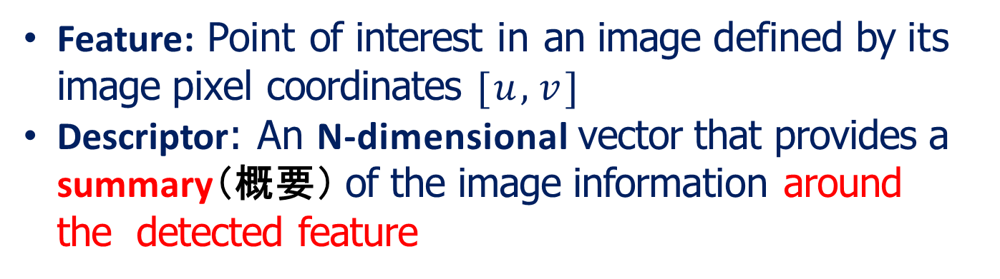 • Feature: Point of interest in an image defined by its
image pixel coordinates [u, v]
• Descriptor: An N-dimensional vector that provides a
summary（概要）of the image information around
the detected feature